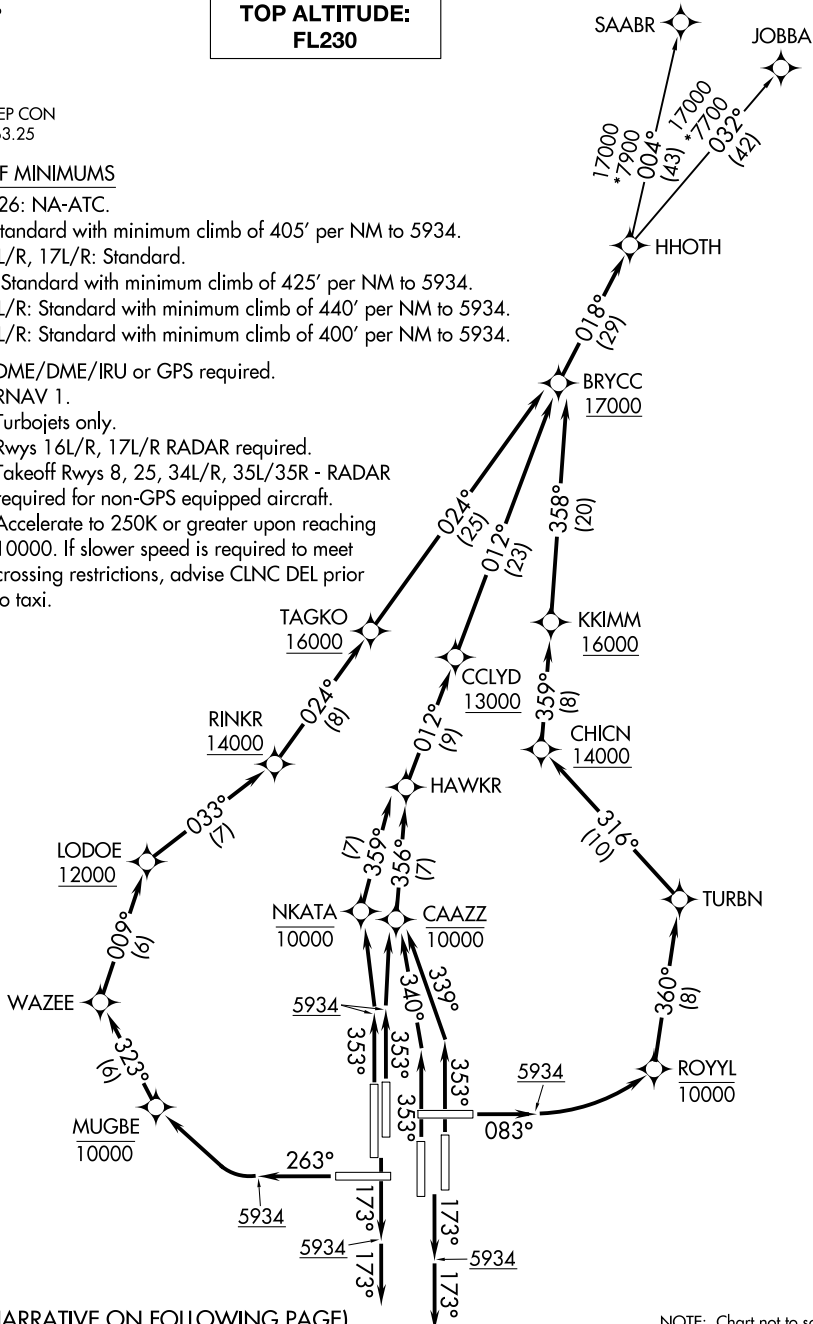 TOP ALTITUDE:
FL230
SAABR
JOBBA
EP CON
3.25
17000
*7900
004°
(43)
17000
*7700
032°
(42)
F MINIMUMS
26: NA-ATC.
tandard with minimum climb of 405' per NM to 5934.
L/R, 17L/R: Standard.
Standard with minimum climb of 425' per NM to 5934.
L/R: Standard with minimum climb of 440' per NM to 5934.
L/R: Standard with minimum climb of 400' per NM to 5934.
HHOTH
018°
(29)
DME/DME/IRU or GPS required.
RNAV 1.
Turbojets only.
Rwys 16L/R, 17L/R RADAR required.
Takeoff Rwys 8, 25, 34L/R, 35L/35R - RADAR
required for non-GPS equipped aircraft.
Accelerate to 250K or greater upon reaching
10000. If slower speed is required to meet
crossing restrictions, advise CLNC DEL prior
o taxi.
BRYCC
17000
024°
(25)
012°
(23)
358°
(20)
TAGKO
16000
KKIMM
16000
CCLYD
13000
024°
(8)
012°
(9)
359°
(8)
RINKR
14000
CHICN
14000
HAWKR
033°
(7)
316°
(10)
LODOE
12000
(7)
359°
356°
(7)
NKATA
10000
CAAZZ
10000
TURBN
009°
(6)
WAZEE
340°
339°
360°
(8)
5934
353°
353°
353°
353°
323°
(6)
ROYYL
10000
5934
083°
MUGBE
10000
263°
5934
173°
173°
5934
5934
173°
173°
NARRATIVE ON FOLLOWING PAGE)
NOTE: Chart not to sc